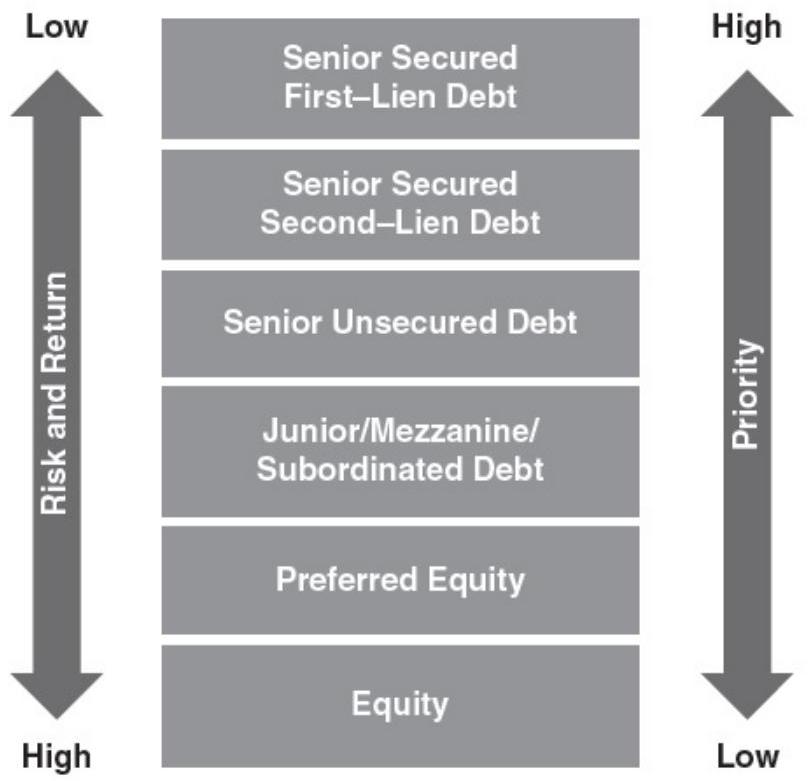 Low
High
Senior Secured
First–Lien Debt
Senior Secured
Second–Lien Debt
Senior Unsecured Debt
Risk and Return
Priority
Junior/Mezzanine/
Subordinated Debt
Preferred Equity
Equity
High
Low